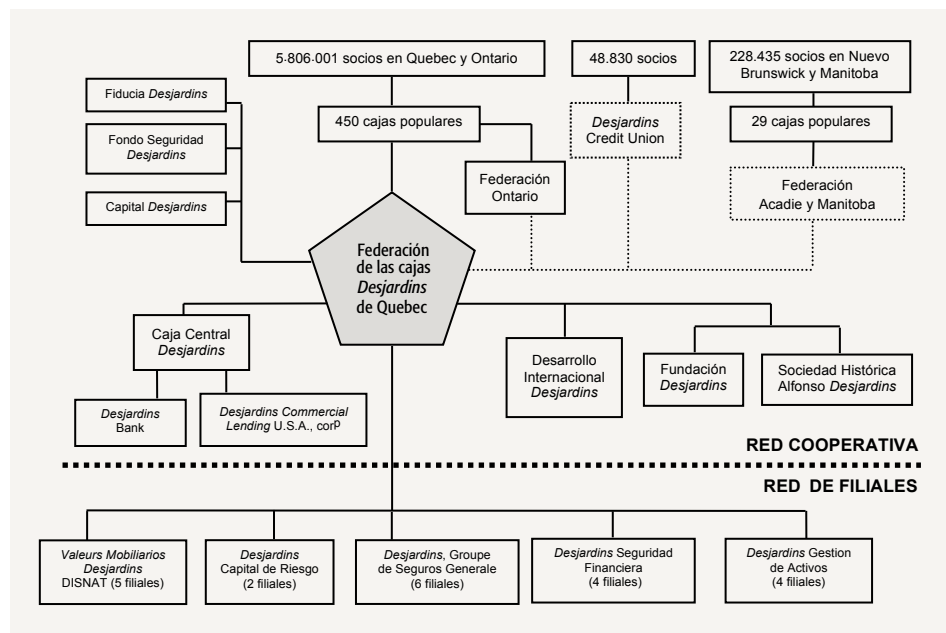 5.806.001 socios en Quebec y Ontario
48.830 socios
228.435 socios en Nuevo
Brunswick y Manitoba
Fiducia Desjardins
Fondo Seguridad
Desjardins
Capital Desjardins
450 cajas populares
Desjardins
Credit Union
29 cajas populares
Federación
Ontario
Federación
Acadie y Manitoba
Federación
de las cajas
Desjardins
de Quebec
Caja Central
Desjardins
Desjardins
Bank
Desjardins Commercial
Lending U.S.A., corp
Desarrollo
Internacional
Desjardins
Fundación
Desjardins
Sociedad Histórica
Alfonso Desjardins
RED COOPERATIVA
RED DE FILIALES
Valeurs Mobiliarios
Desjardins
DISNAT (5 filiales)
Desjardins
Capital de Riesgo
(2 filiales)
Desjardins, Groupe
de Seguros Generale
(6 filiales)
Desjardins Seguridad
Financiera
(4 filiales)
Desjardins Gestion
de Activos
(4 filiales)